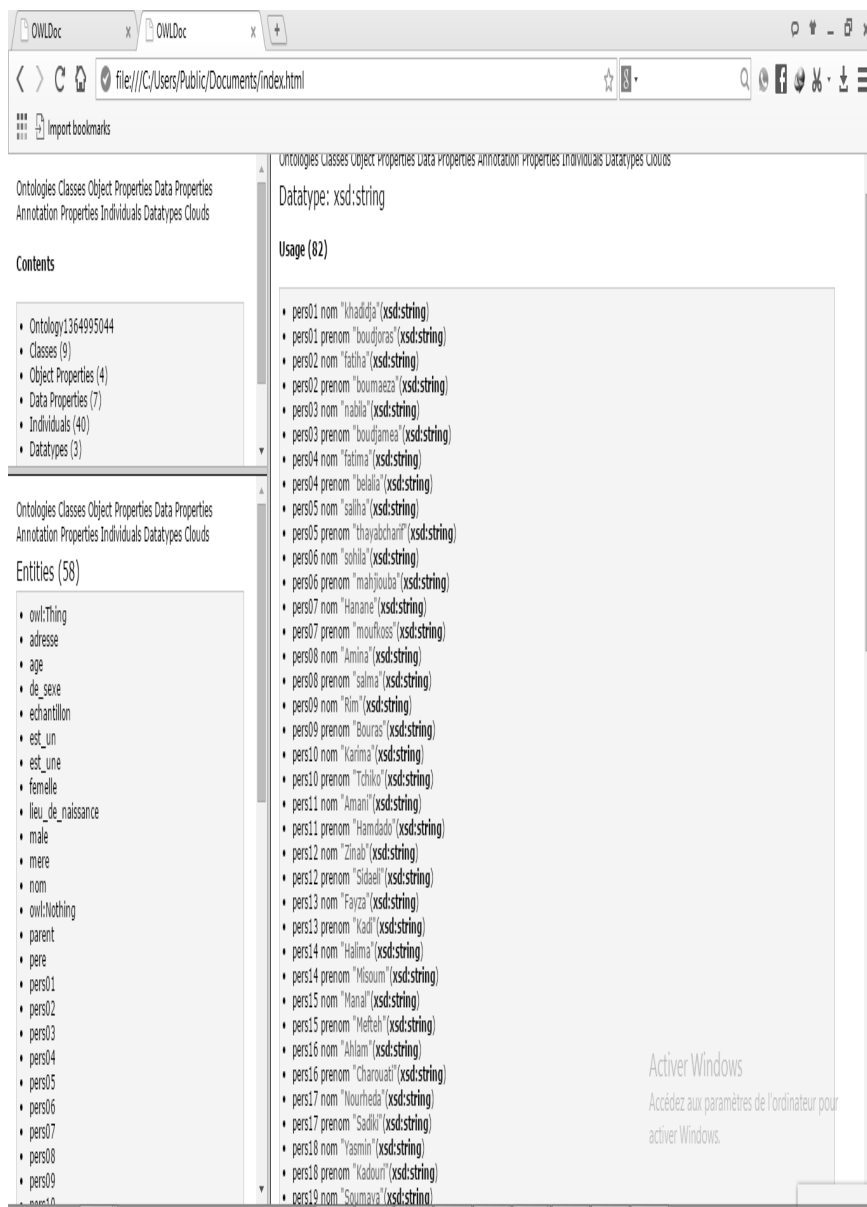 OWLDoc x OWLDoc x +
file:///C:/Users/Public/Documents/index.html
Import bookmarks
Ontologies Classes Object Properties Data Properties
Annotation Properties Individuals Datatypes Clouds
Contents
• Ontology1364995044
• Classes (9)
• Object Properties (4)
• Data Properties (7)
• Individuals (40)
• Datatypes (3)
Ontologies Classes Object Properties Data Properties
Annotation Properties Individuals Datatypes Clouds
Entities (58)
• owl:Thing
• adresse
• age
• de_sexe
• echantillon
• est_un
• est_une
• femelle
• lieu_de_naissance
• male
• mere
• nom
• owl:Nothing
• parent
• pere
• pers01
• pers02
• pers03
• pers04
• pers05
• pers06
• pers07
• pers08
• pers09
• pers10
Ontologies Classes Object Properties Data Properties Annotation Properties Individuals Datatypes Clouds
Datatype: xsd:string
Usage (82)
• pers01 nom "khadidja"(xsd:string)
• pers01 prenom "boudjoras"(xsd:string)
• pers02 nom "fatiha"(xsd:string)
• pers02 prenom "boumaeza"(xsd:string)
• pers03 nom "nabila"(xsd:string)
• pers03 prenom "boudjamea"(xsd:string)
• pers04 nom "fatima"(xsd:string)
• pers04 prenom "belalia"(xsd:string)
• pers05 nom "saliha"(xsd:string)
• pers05 prenom "thayabcharif"(xsd:string)
• pers06 nom "sohila"(xsd:string)
• pers06 prenom "mahjiouba"(xsd:string)
• pers07 nom "Hanane"(xsd:string)
• pers07 prenom "moufkoss"(xsd:string)
• pers08 nom "Amina"(xsd:string)
• pers08 prenom "salma"(xsd:string)
• pers09 nom "Rim"(xsd:string)
• pers09 prenom "Bouras"(xsd:string)
• pers10 nom "Karima"(xsd:string)
• pers10 prenom "Tchiko"(xsd:string)
• pers11 nom "Amani"(xsd:string)
• pers11 prenom "Hamdado"(xsd:string)
• pers12 nom "Zinab"(xsd:string)
• pers12 prenom "Sidaeli"(xsd:string)
• pers13 nom "Fayza"(xsd:string)
• pers13 prenom "Kadi"(xsd:string)
• pers14 nom "Halima"(xsd:string)
• pers14 prenom "Misoum"(xsd:string)
• pers15 nom "Manal"(xsd:string)
• pers15 prenom "Mefteh"(xsd:string)
• pers16 nom "Ahlam"(xsd:string)
• pers16 prenom "Charouati"(xsd:string)
• pers17 nom "Nourheda"(xsd:string)
• pers17 prenom "Sadiki"(xsd:string)
• pers18 nom "Yasmin"(xsd:string)
• pers18 prenom "Kadouri"(xsd:string)
• pers19 nom "Soumaya"(xsd:string)
Activer Windows
Accédez aux paramètres de l'ordinateur pour
activer Windows.